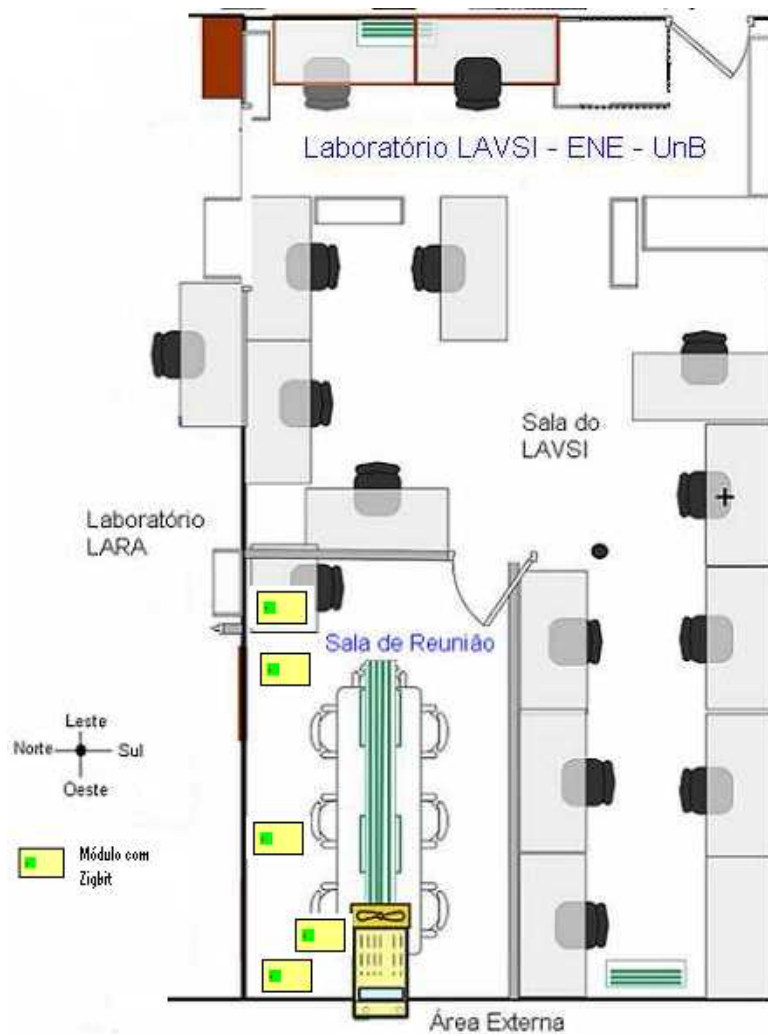 Laboratório LAVSI - ENE - UnB
Sala do
LAVSI
Laboratório
LARA
Sala de Reunião
Leste
Norte
Sul
Oeste
Módulo com
Zigbit
Área Externa